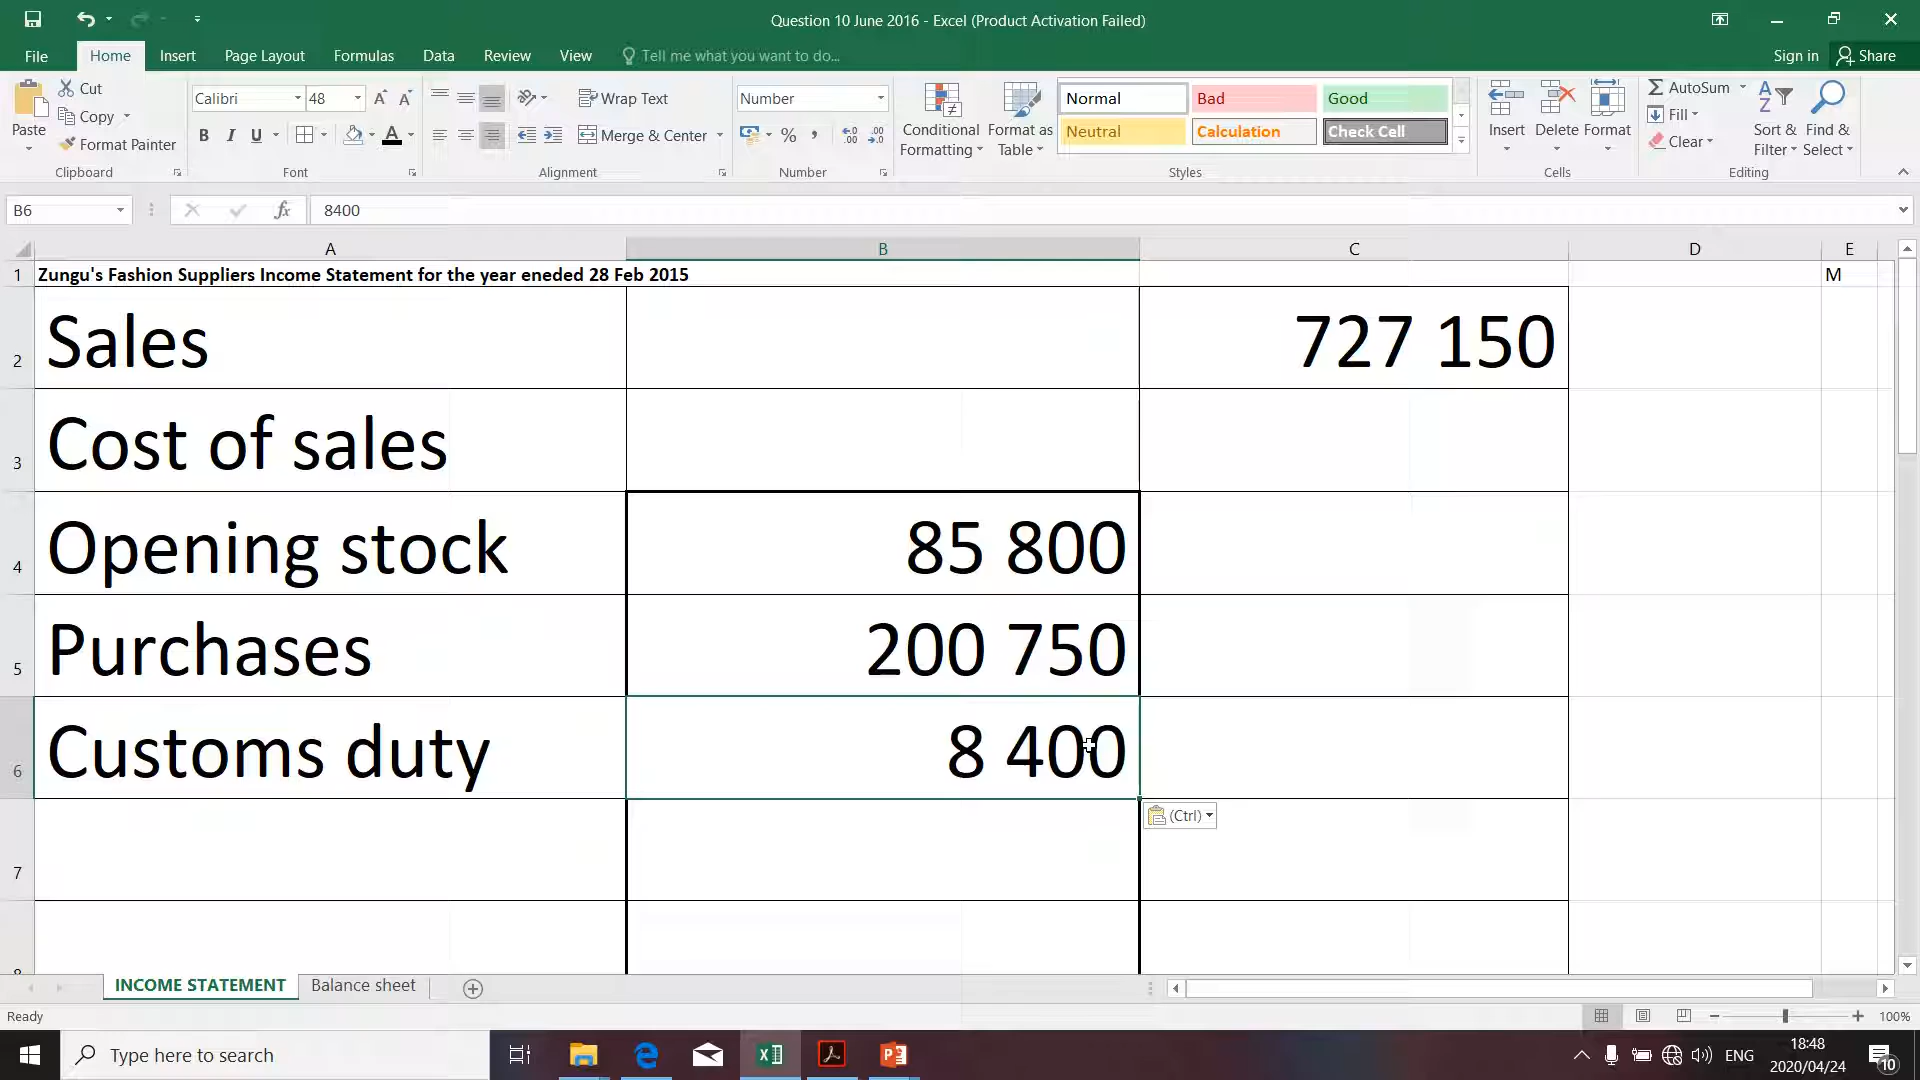 Question 10 June 2016 - Excel (Product Activation Failed)
File Home Insert Page Layout Formulas Data Review View Tell me what you want to do... Sign in Share
Paste
Cut
Copy
Format Painter
Clipboard
Calibri 48
B I U
Font
Wrap Text
Merge & Center
Alignment
Number
%
Number
Conditional Formatting
Format as Table
Normal Bad Good
Neutral Calculation Check Cell
Styles
Insert Delete Format
Cells
AutoSum
Fill
Clear
Sort & Filter
Find & Select
Editing
B6 fx 8400
A B C D E
1 Zungu's Fashion Suppliers Income Statement for the year eneded 28 Feb 2015 M
2 Sales 727 150
3 Cost of sales
4 Opening stock 85 800
5 Purchases 200 750
6 Customs duty 8 400
(Ctrl)
7
8
INCOME STATEMENT Balance sheet
Ready 100%
Type here to search
ENG
18:48
2020/04/24
10